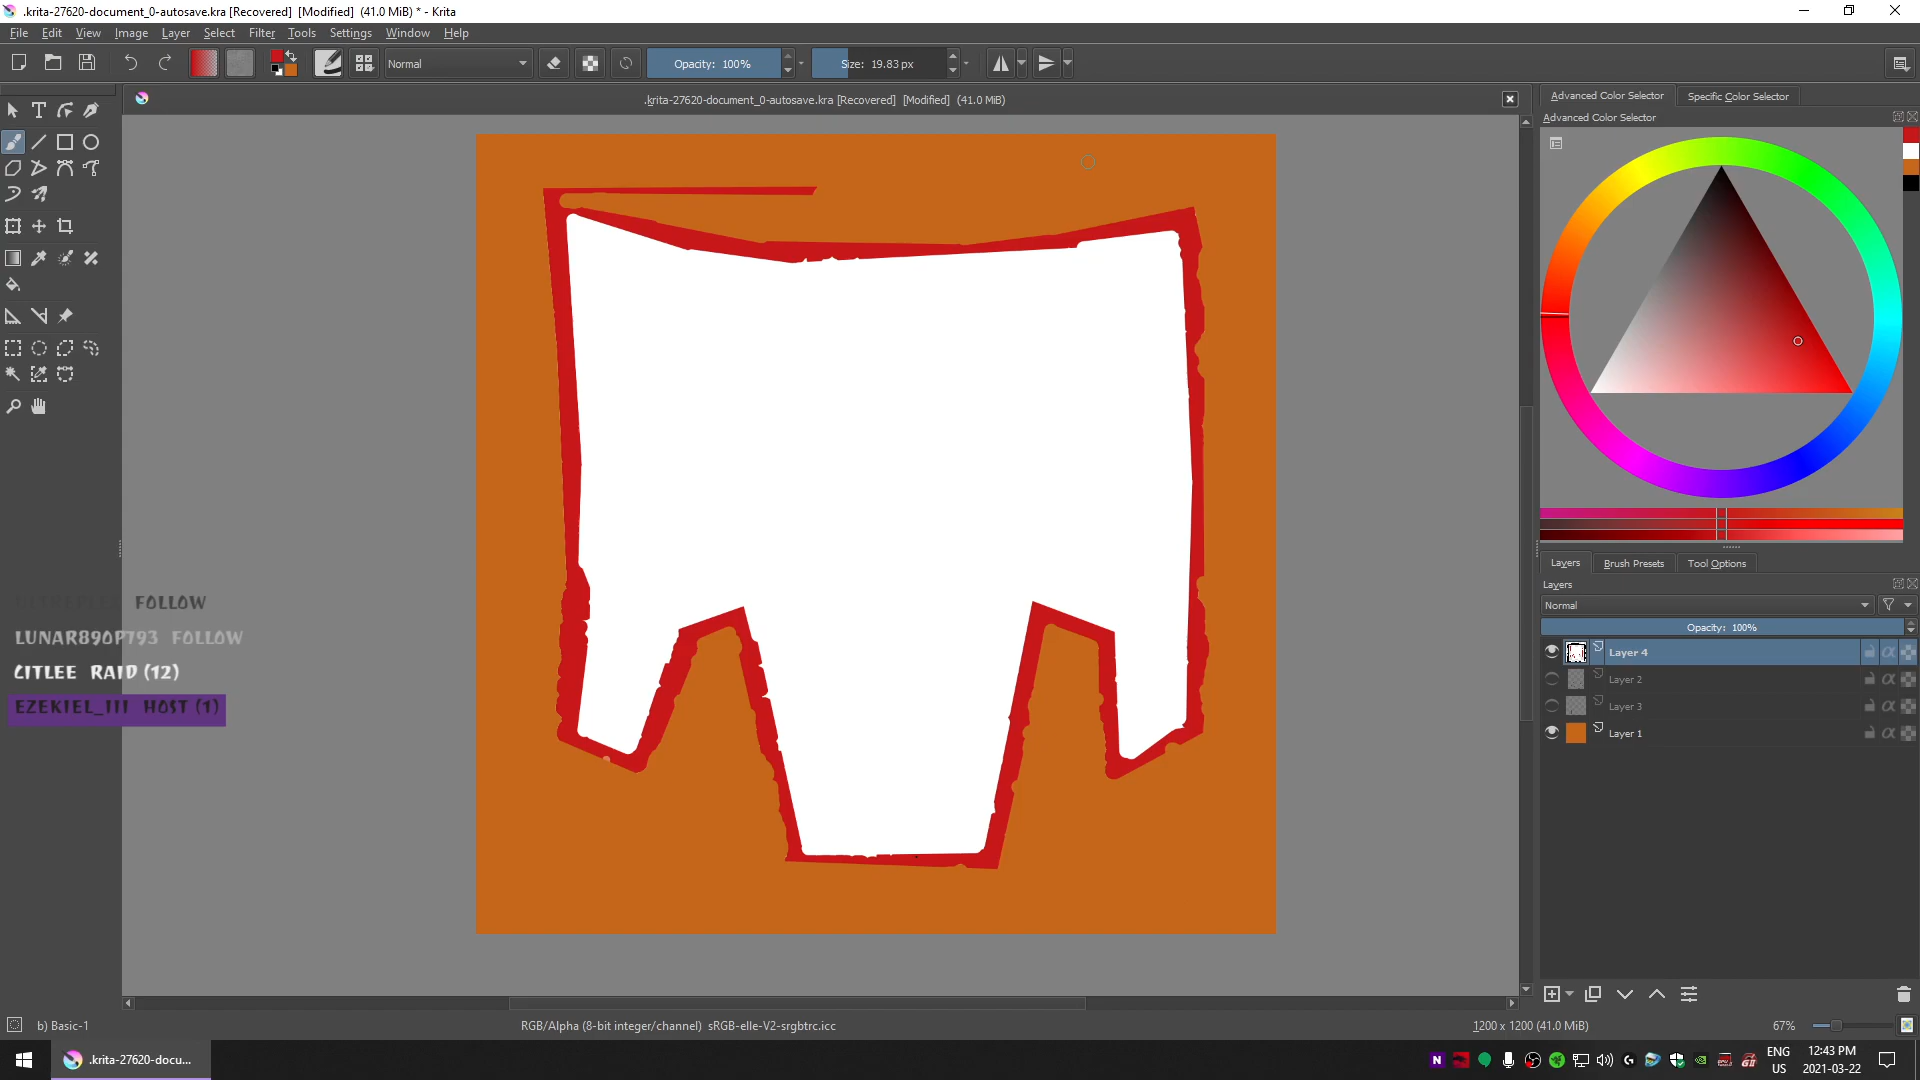 .krita-27620-document_0-autosave.kra [Recovered] [Modified] (41.0 MiB) * - Krita
File Edit View Image Layer Select Filter Tools Settings Window Help
Normal Opacity: 100% Size: 19.83 px
.krita-27620-document_0-autosave.kra [Recovered] [Modified] (41.0 MiB)
Advanced Color Selector Specific Color Selector
Advanced Color Selector
Layers Brush Presets Tool Options
Layers
Normal
Opacity: 100%
Layer 4
Layer 2
Layer 3
Layer 1
FOLLOW
LUNAR890P793 FOLLOW
CITLEE RAID (12)
EZEKIEL_III HOST (1)
b) Basic-1
RGB/Alpha (8-bit integer/channel) sRGB-elle-V2-srgbtrc.icc
1200 x 1200 (41.0 MiB)
67%
.krita-27620-docu...
ENG
US
12:43 PM
2021-03-22